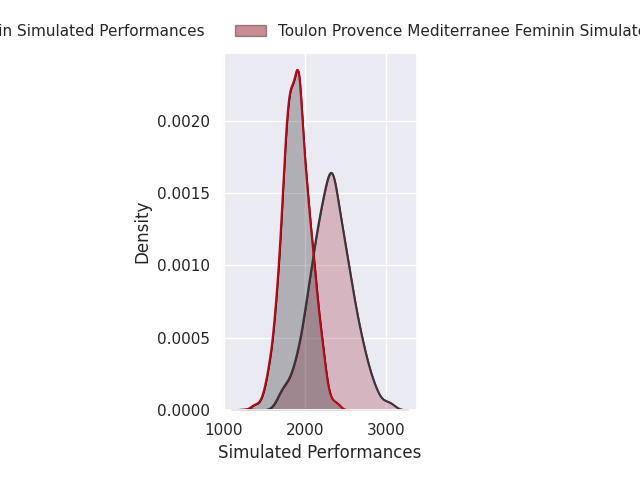 in Simulated Performances Toulon Provence Mediterranee Feminin Simulate
0.0020
0.0015
0.0010
0.0005
0.0000
Density
1000 2000 3000
Simulated Performances